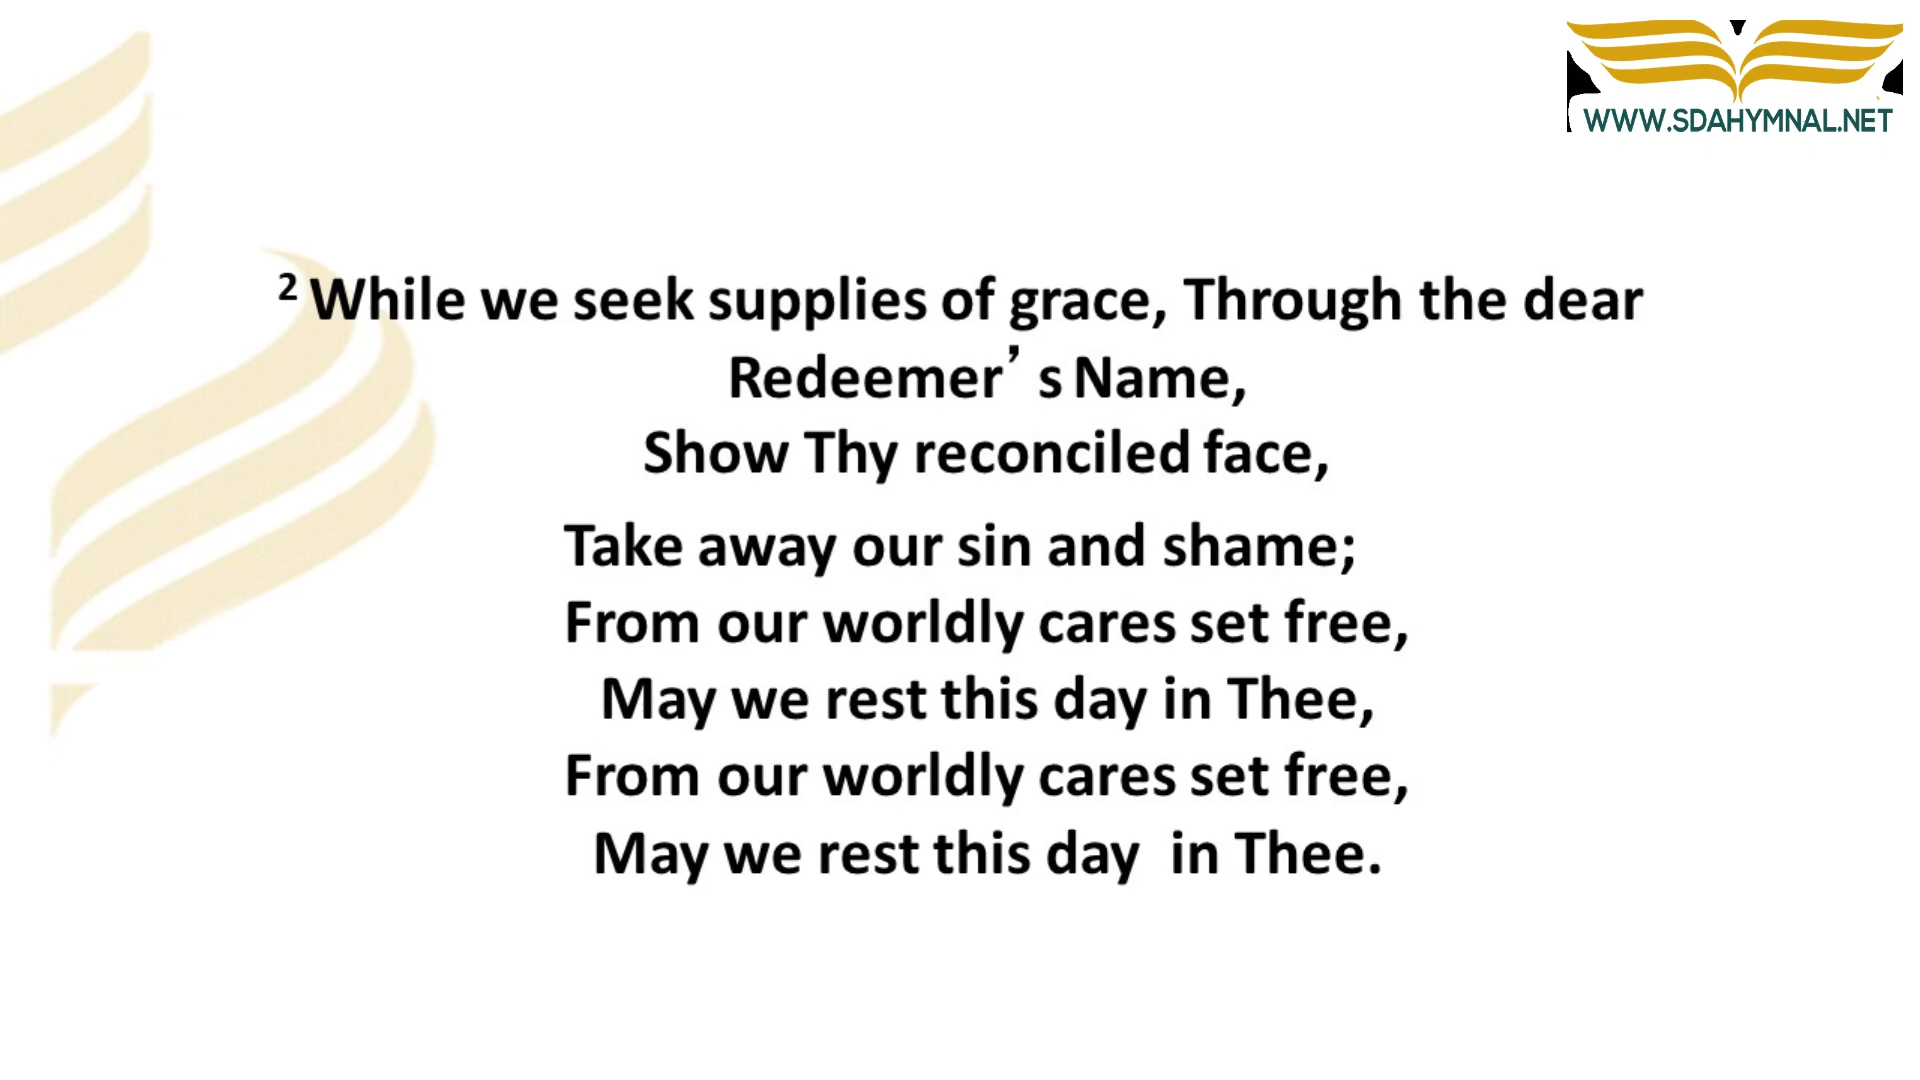 WWW.SDAHYMNAL.NET
2 While we seek supplies of grace, Through the dear
Redeemer’ s Name,
Show Thy reconciled face,
Take away our sin and shame;
From our worldly cares set free,
May we rest this day in Thee,
From our worldly cares set free,
May we rest this day  in Thee.